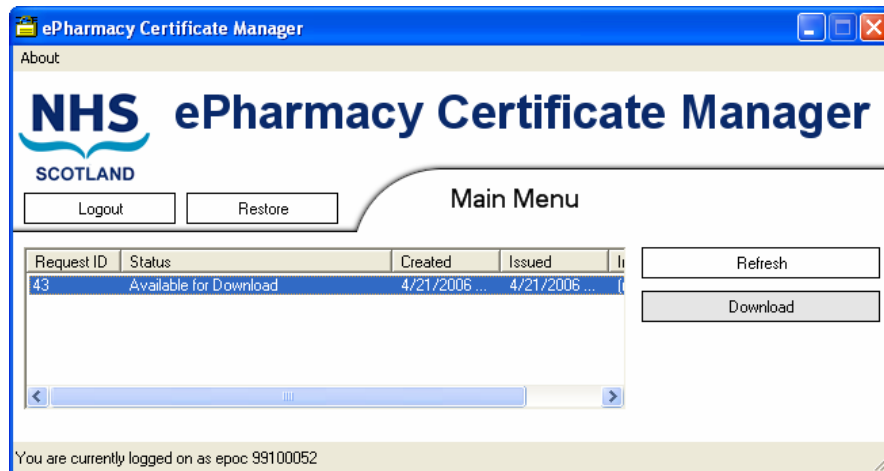 ePharmacy Certificate Manager
About
NHS SCOTLAND
ePharmacy Certificate Manager
Logout Restore
Main Menu
Request ID Status Created Issued
43 Available for Download 4/21/2006 ... 4/21/2006 ...
Refresh
Download
You are currently logged on as epoc 99100052